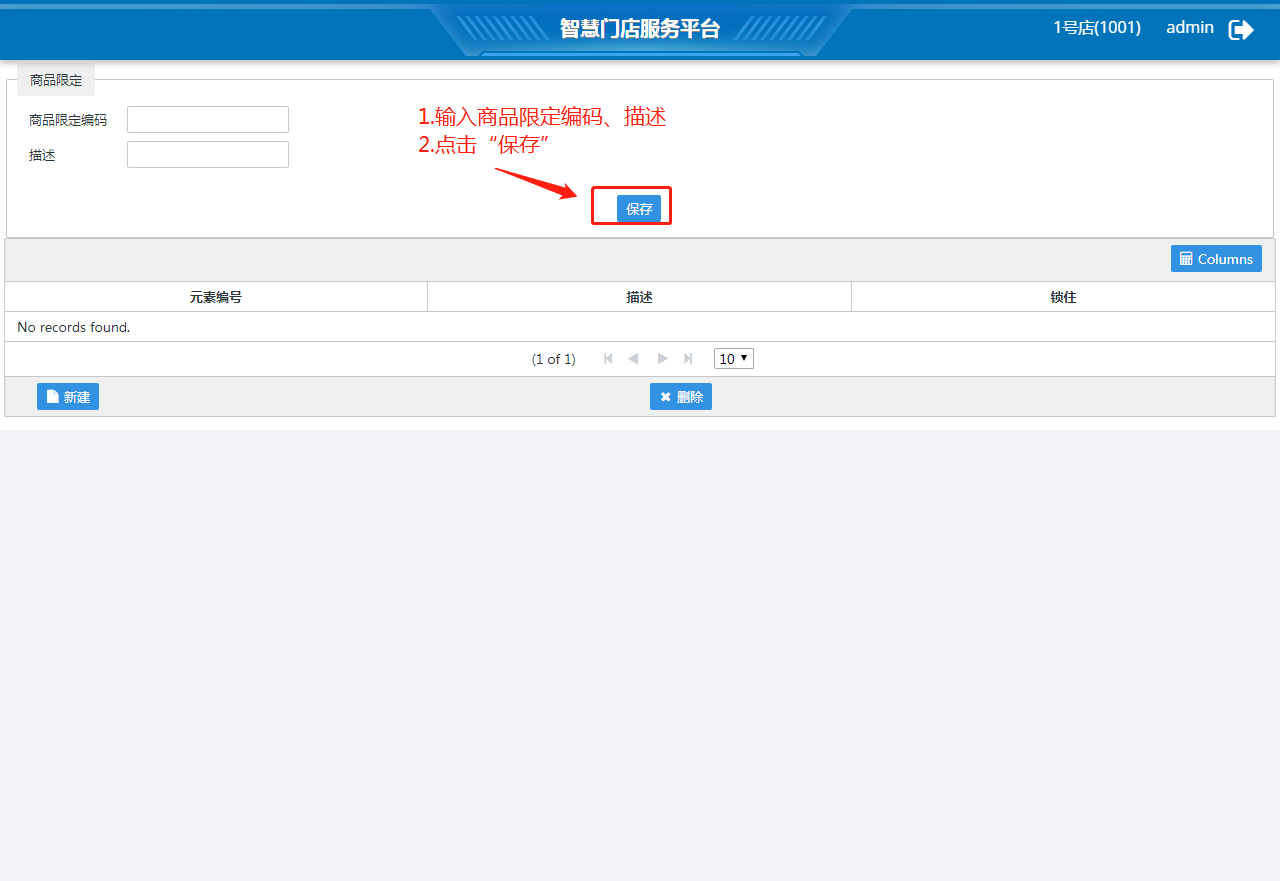 智慧门店服务平台
1号店(1001) admin
商品限定
商品限定编码
描述
1.输入商品限定编码、描述
2.点击“保存”
保存
Columns
元素编号 描述 锁住
No records found.
(1 of 1) 10
新建 删除